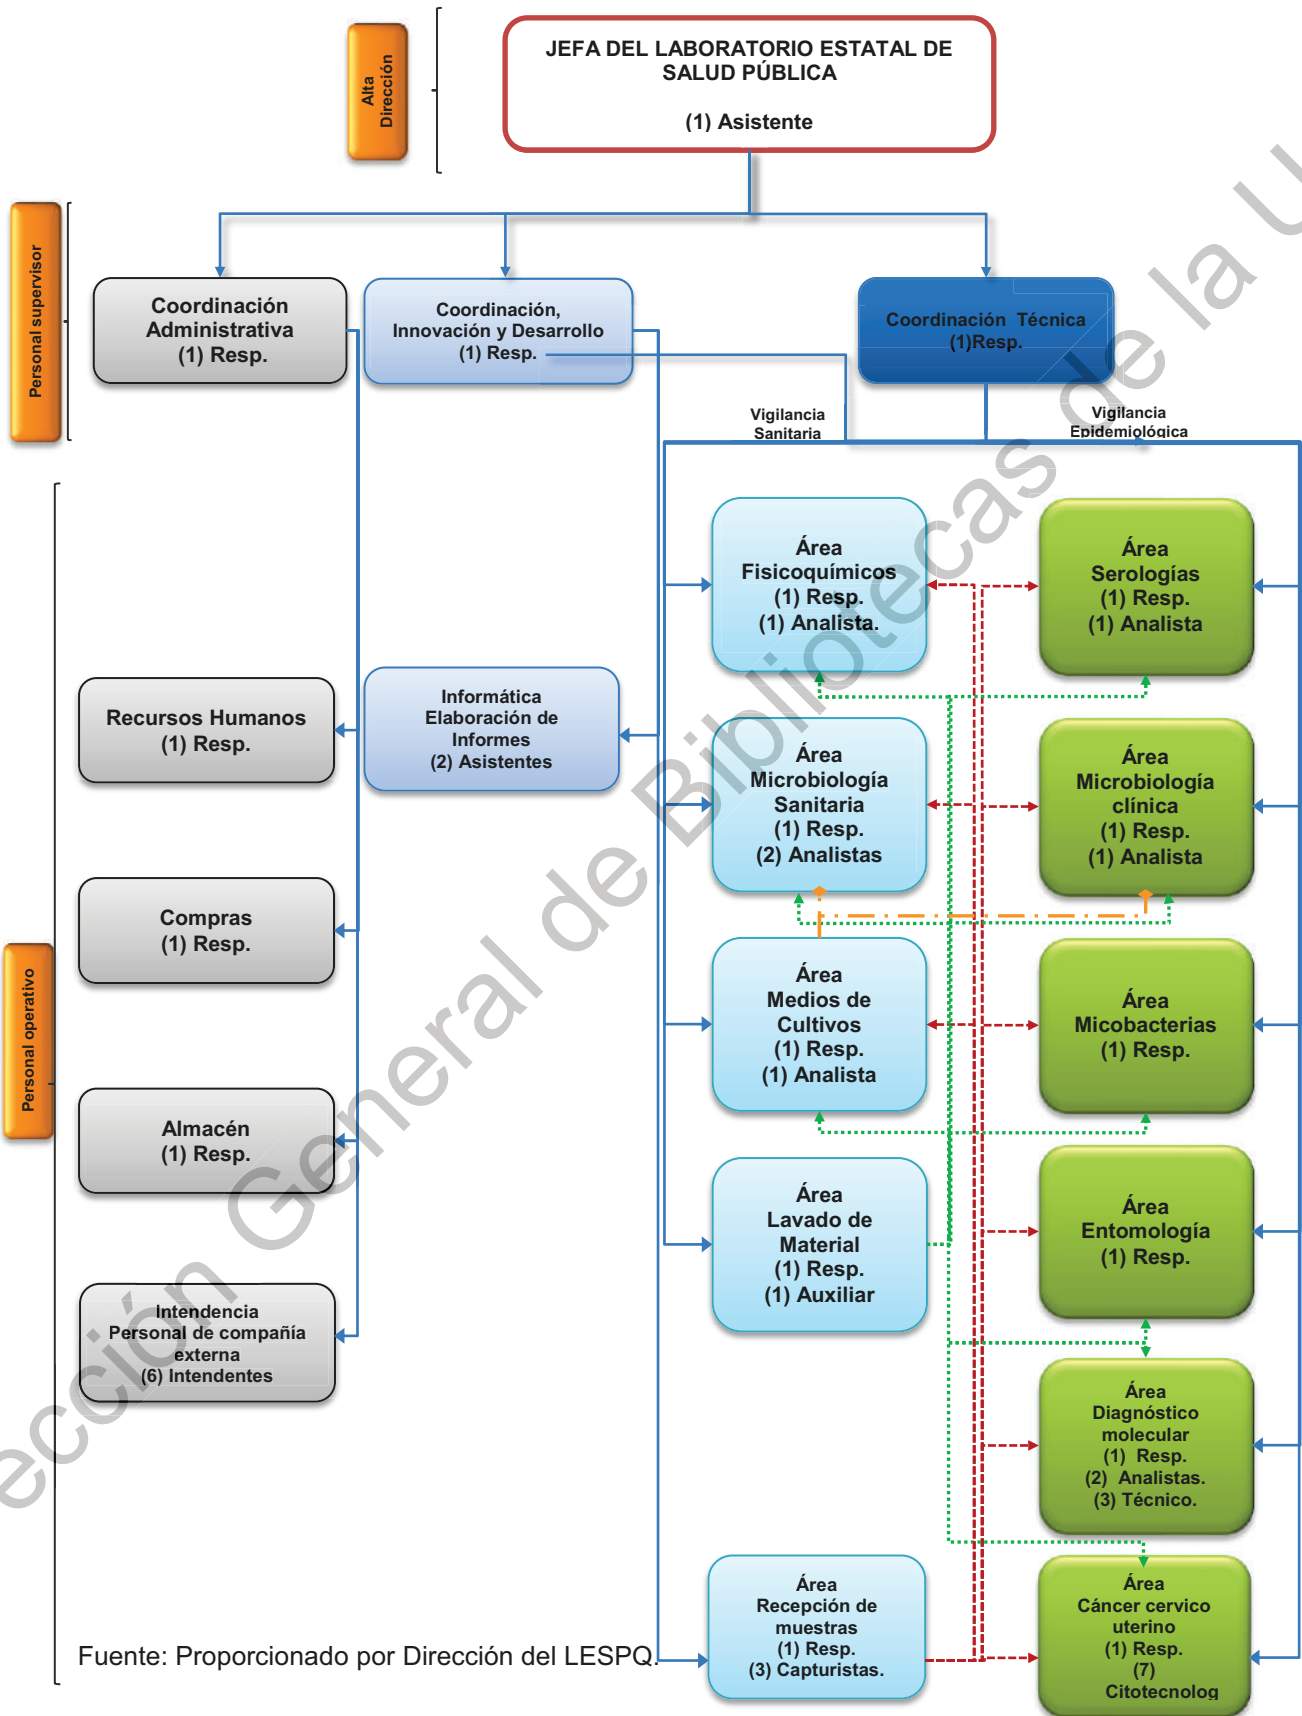 Alta
Dirección
JEFA DEL LABORATORIO ESTATAL DE
SALUD PÚBLICA
(1) Asistente
Personal supervisor
Coordinación
Administrativa
(1) Resp.
Coordinación,
Innovación y Desarrollo
(1) Resp.
Coordinación Técnica
(1)Resp.
Vigilancia
Sanitaria
Vigilancia
Epidemiológica
Personal operativo
Área
Fisicoquímicos
(1) Resp.
(1) Analista.
Área
Serologías
(1) Resp.
(1) Analista
Recursos Humanos
(1) Resp.
Informática
Elaboración de
Informes
(2) Asistentes
Área
Microbiología
Sanitaria
(1) Resp.
(2) Analistas
Área
Microbiología
clínica
(1) Resp.
(1) Analista
Compras
(1) Resp.
Área
Medios de
Cultivos
(1) Resp.
(1) Analista
Área
Micobacterias
(1) Resp.
Almacén
(1) Resp.
Área
Lavado de
Material
(1) Resp.
(1) Auxiliar
Área
Entomología
(1) Resp.
Intendencia
Personal de compañía
externa
(6) Intendentes
Área
Diagnóstico
molecular
(1) Resp.
(2) Analistas.
(3) Técnico.
Área
Recepción de
muestras
(1) Resp.
(3) Capturistas.
Área
Cáncer cervico
uterino
(1) Resp.
(7)
Citotecnolog
Fuente: Proporcionado por Dirección del LESPQ.
ección General de Bibliotecas de la U